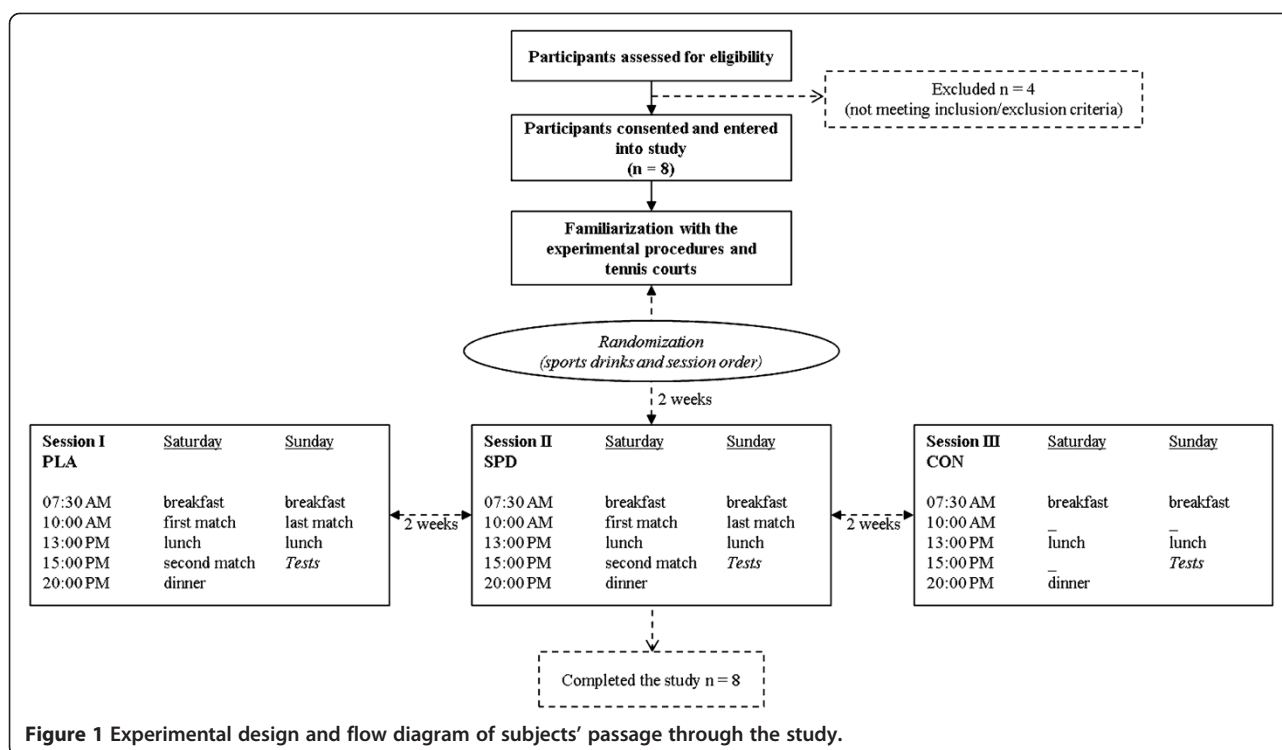 Participants assessed for eligibility
Excluded n = 4
(not meeting inclusion/exclusion criteria)
Participants consented and entered
into study
(n = 8)
Familiarization with the
experimental procedures and
tennis courts
Randomization
(sports drinks and session order)
2 weeks
Session I Saturday Sunday
PLA
07:30 AM breakfast breakfast
10:00 AM first match last match
13:00 PM lunch lunch
15:00 PM second match Tests
20:00 PM dinner
2 weeks
Session II Saturday Sunday
SPD
07:30 AM breakfast breakfast
10:00 AM first match last match
13:00 PM lunch lunch
15:00 PM second match Tests
20:00 PM dinner
2 weeks
Session III Saturday Sunday
CON
07:30 AM breakfast breakfast
10:00 AM _ _
13:00 PM lunch lunch
15:00 PM _ Tests
20:00 PM dinner
Completed the study n = 8
Figure 1 Experimental design and flow diagram of subjects’ passage through the study.